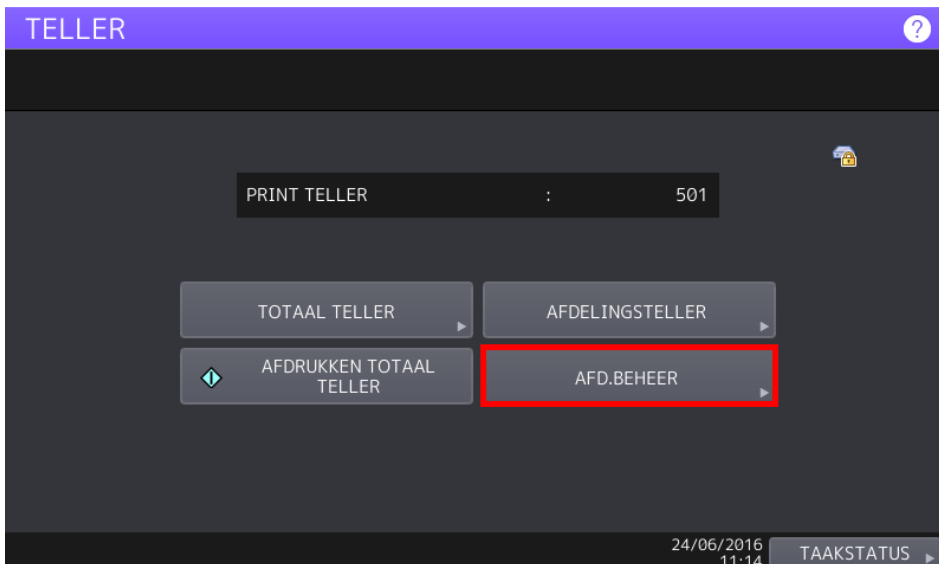 TELLER
?
PRINT TELLER : 501
TOTAAL TELLER
AFDELINGSTELLER
AFDRUKKEN TOTAAL
TELLER
AFD.BEHEER
24/06/2016
11:14
TAAKSTATUS